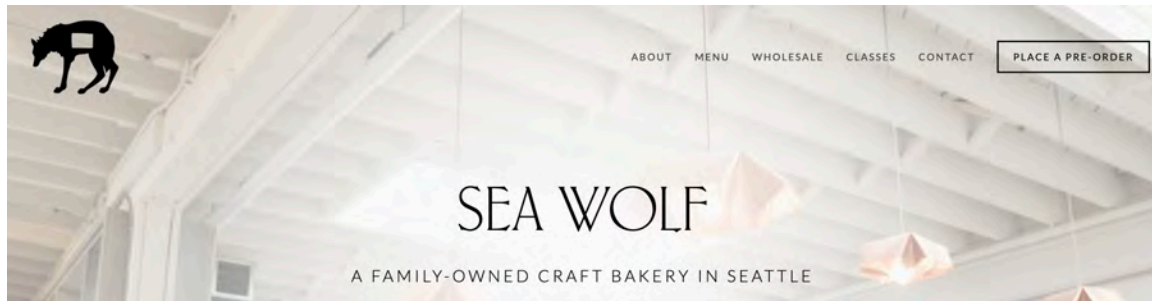 ABOUT MENU WHOLESALE CLASSES CONTACT PLACE A PRE-ORDER
SEA WOLF
A FAMILY-OWNED CRAFT BAKERY IN SEATTLE